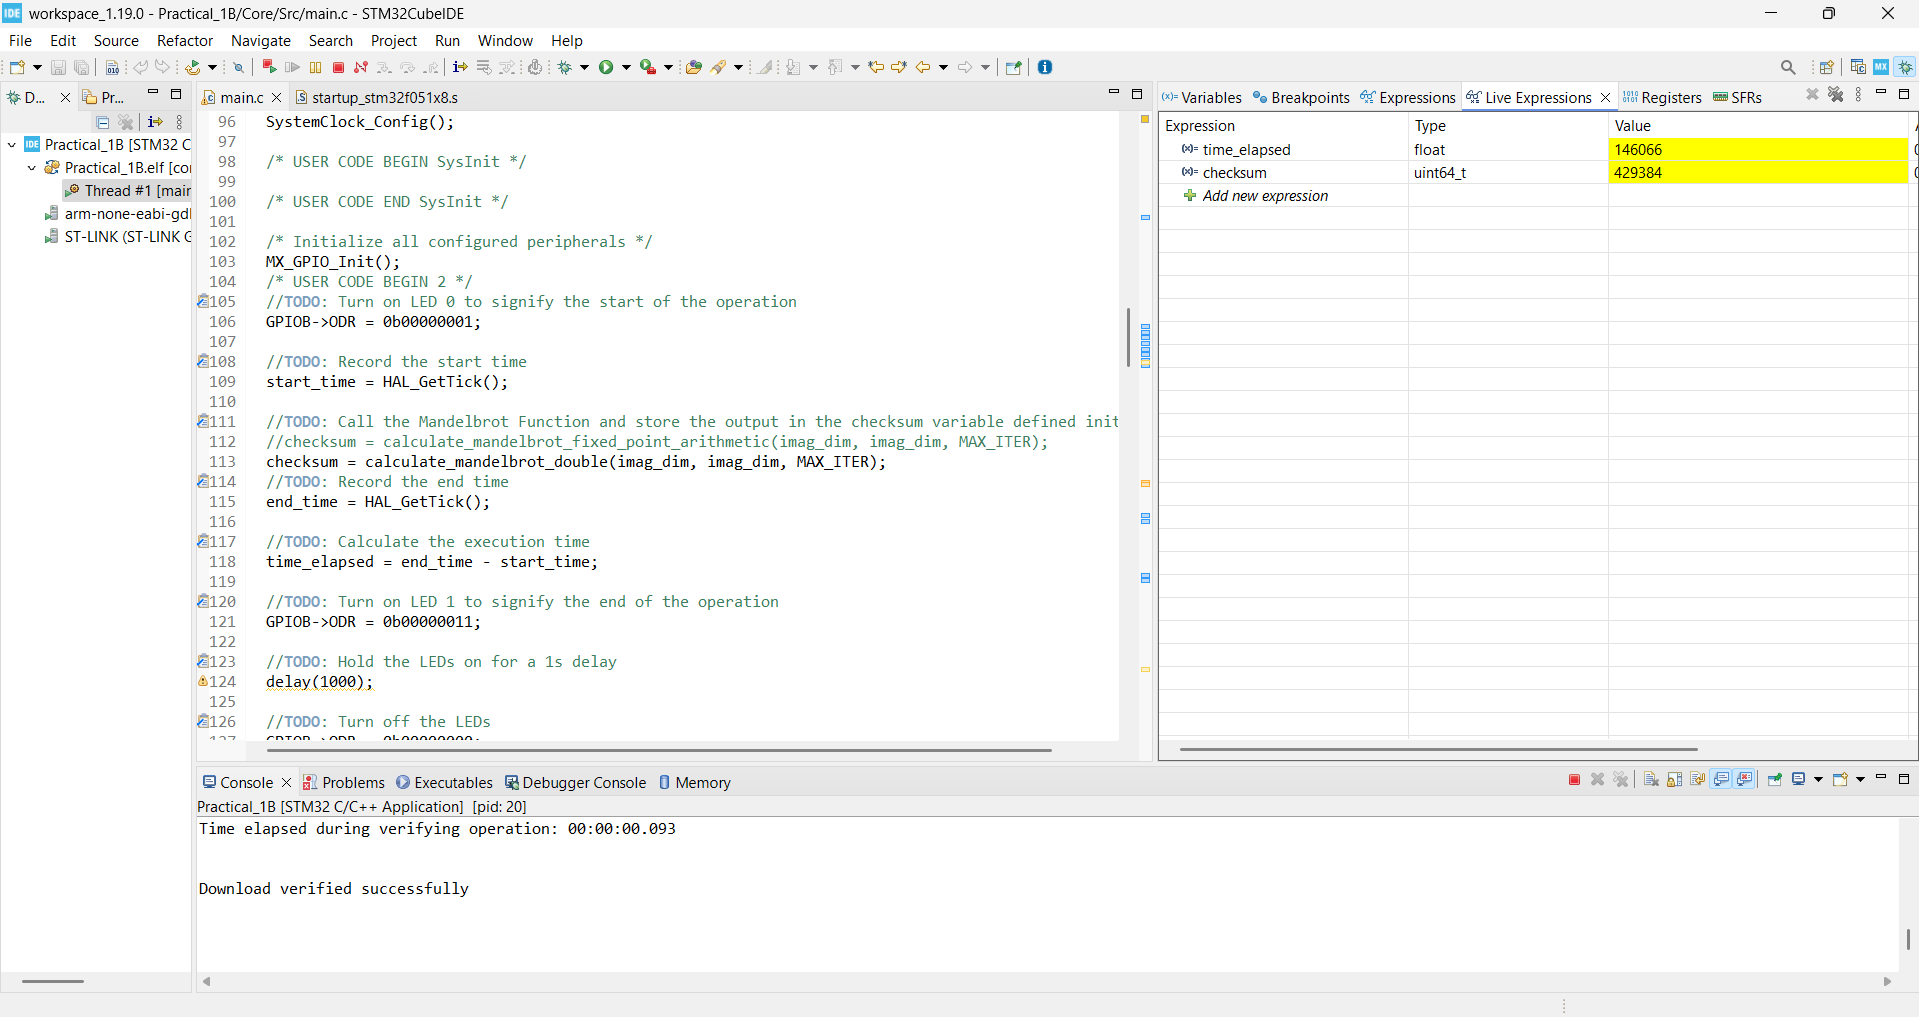 IDE workspace_1.19.0 - Practical_1B/Core/Src/main.c - STM32CubeIDE
File Edit Source Refactor Navigate Search Project Run Window Help
D... Pr...
Practical_1B [STM32 C
Practical_1B.elf [co
Thread #1 [mair
arm-none-eabi-gd
ST-LINK (ST-LINK G
main.c startup_stm32f051x8.s
96 SystemClock_Config();
97
98 /* USER CODE BEGIN SysInit */
99
100 /* USER CODE END SysInit */
101
102 /* Initialize all configured peripherals */
103 MX_GPIO_Init();
104 /* USER CODE BEGIN 2 */
105 //TODO: Turn on LED 0 to signify the start of the operation
106 GPIOB->ODR = 0b00000001;
107
108 //TODO: Record the start time
109 start_time = HAL_GetTick();
110
111 //TODO: Call the Mandelbrot Function and store the output in the checksum variable defined init
112 //checksum = calculate_mandelbrot_fixed_point_arithmetic(imag_dim, imag_dim, MAX_ITER);
113 checksum = calculate_mandelbrot_double(imag_dim, imag_dim, MAX_ITER);
114 //TODO: Record the end time
115 end_time = HAL_GetTick();
116
117 //TODO: Calculate the execution time
118 time_elapsed = end_time - start_time;
119
120 //TODO: Turn on LED 1 to signify the end of the operation
121 GPIOB->ODR = 0b00000011;
122
123 //TODO: Hold the LEDs on for a 1s delay
124 delay(1000);
125
126 //TODO: Turn off the LEDs
127 GPIOB->ODR = 0b00000000;
(x)= Variables Breakpoints Expressions Live Expressions Registers SFRs
Expression Type Value
(x)= time_elapsed float 146066
(x)= checksum uint64_t 429384
Add new expression
Console Problems Executables Debugger Console Memory
Practical_1B [STM32 C/C++ Application] [pid: 20]
Time elapsed during verifying operation: 00:00:00.093
Download verified successfully